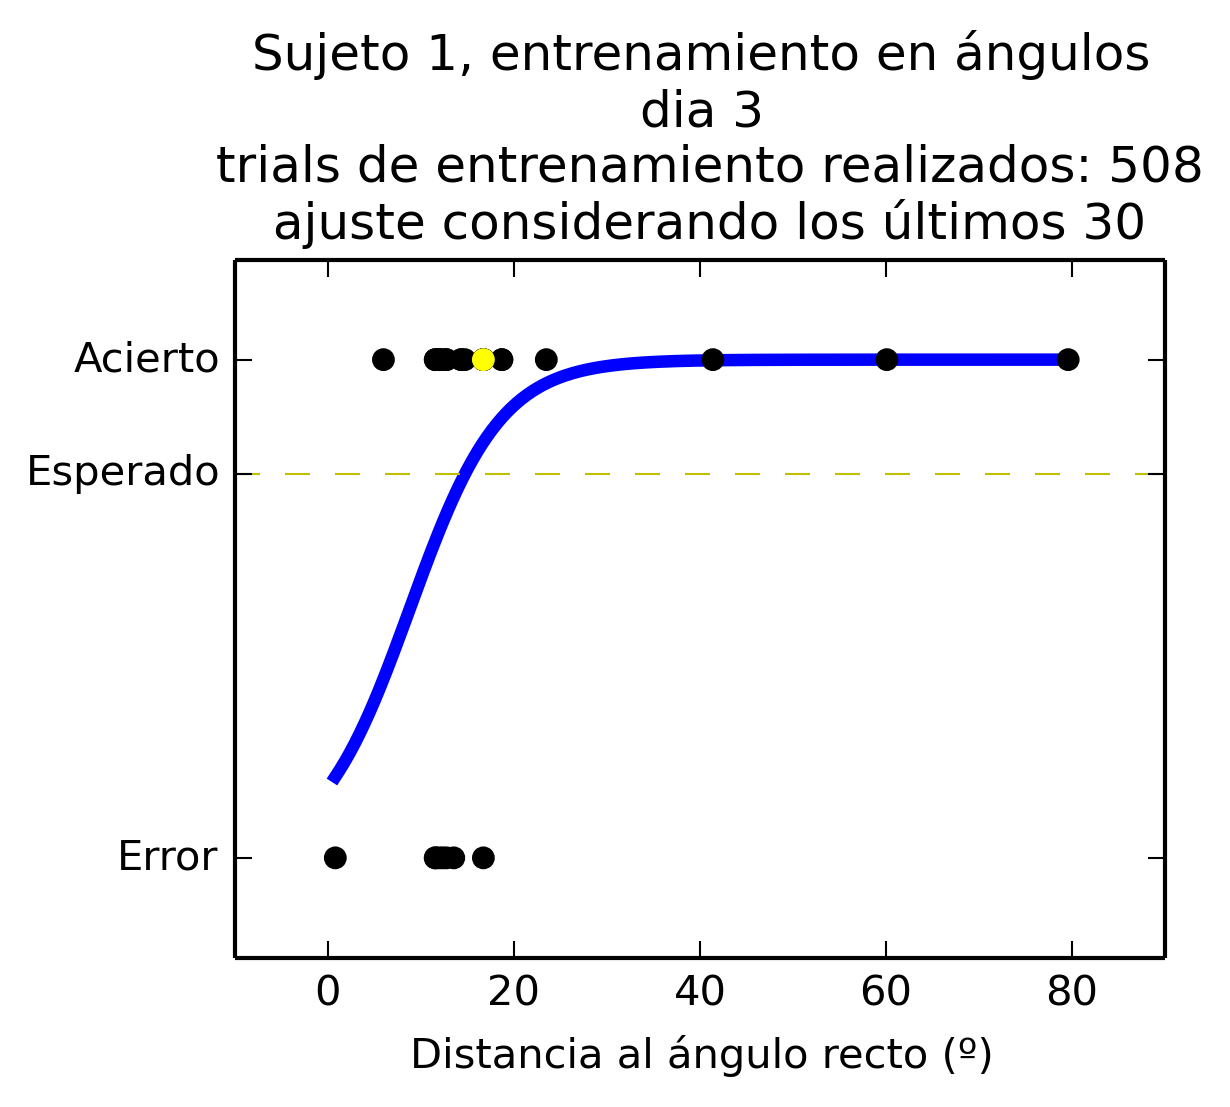 Sujeto 1, entrenamiento en ángulos
dia 3
trials de entrenamiento realizados: 508
ajuste considerando los últimos 30
Acierto
Esperado
Error
0 20 40 60 80
Distancia al ángulo recto (º)